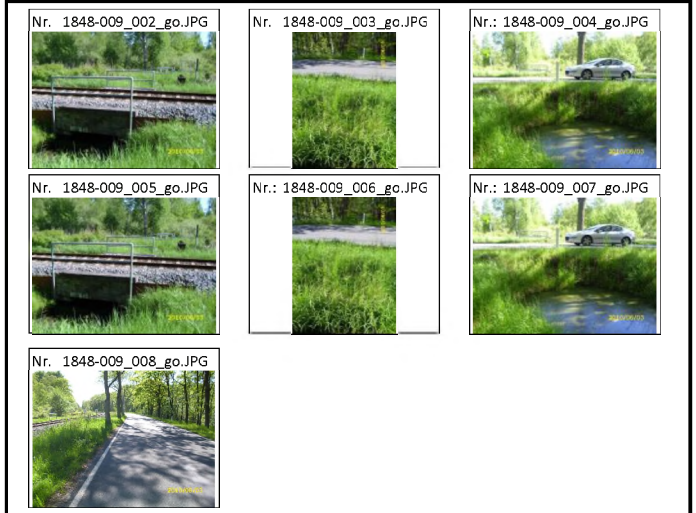 Nr. 1848-009_002_go.JPG
Nr. 1848-009_003_go.JPG
Nr.: 1848-009_004_go.JPG
Nr. 1848-009_005_go.JPG
Nr.: 1848-009_006_go.JPG
Nr.: 1848-009_007_go.JPG
Nr. 1848-009_008_go.JPG